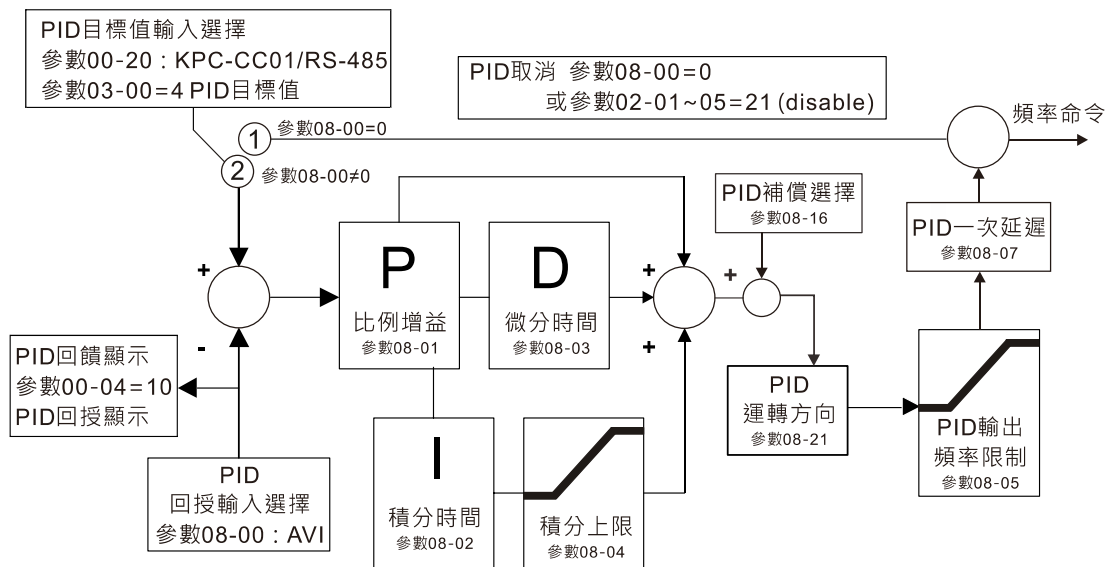 PID目標值輸入選擇
參數00-20：KPC-CC01/RS-485
參數03-00=4 PID目標值
PID取消 參數08-00=0
或參數02-01~05=21 (disable)
頻率命令
1
參數08-00=0
2
參數08-00≠0
PID補償選擇
參數08-16
PID一次延遲
參數08-07
+
-
P
比例增益
參數08-01
D
微分時間
參數08-03
+
+
+
PID回饋顯示
參數00-04=10
PID回授顯示
PID
運轉方向
參數08-21
PID輸出
頻率限制
參數08-05
PID
回授輸入選擇
參數08-00：AVI
I
積分時間
參數08-02
積分上限
參數08-04